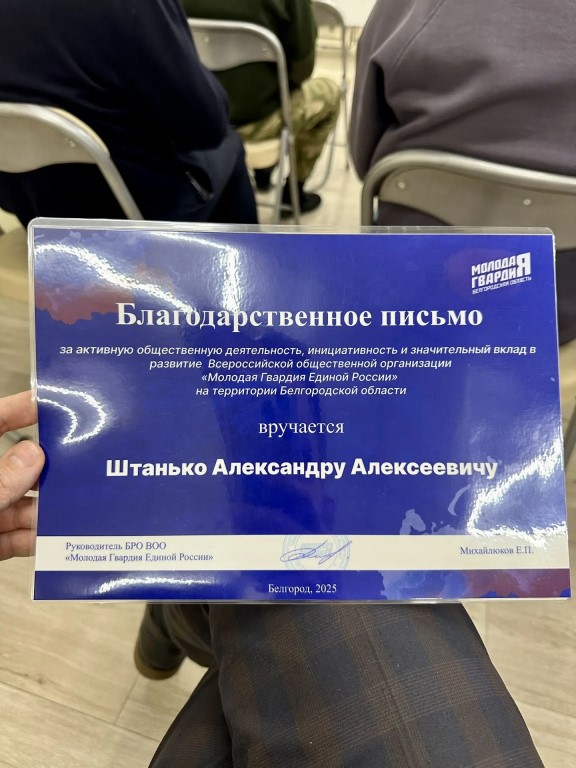 МОЛОДАЯ
ГВАРДИЯ
БЕЛГОРОДСКАЯ ОБЛАСТЬ
Благодарственное письмо
за активную общественную деятельность, инициативность и значительный вклад в
развитие Всероссийской общественной организации
«Молодая Гвардия Единой России»
на территории Белгородской области
вручается
Штанько Александру Алексеевичу
Руководитель БРО ВОО
«Молодая Гвардия Единой России»
Михайлюков Е.П.
Белгород, 2025